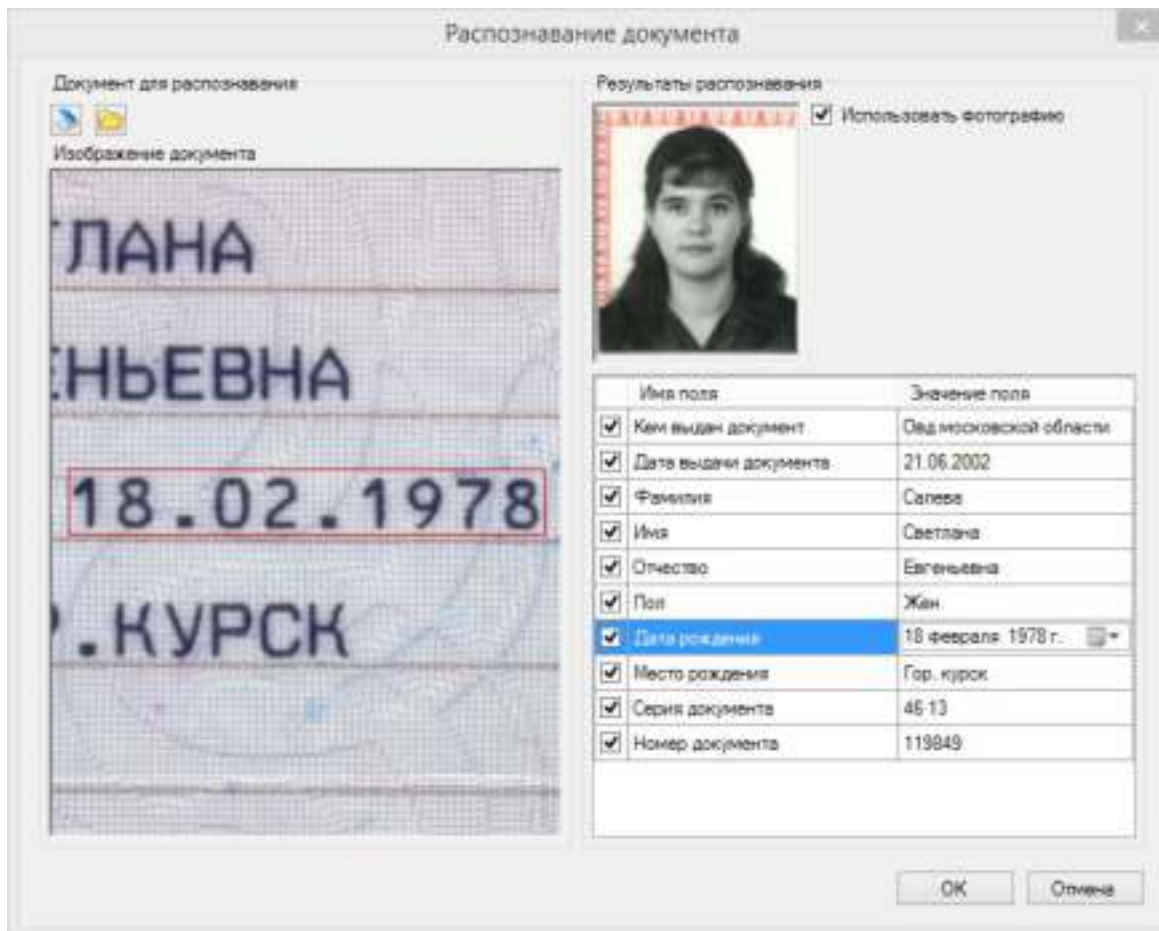 Распознавание документа
Документ для распознавания
Изображение документа
ТЛАНА
ЕНЬЕВНА
18.02.1978
Р.КУРСК
Результаты распознавания
Использовать фотографию
Имя поля Значение поля
Кем выдан документ Овд московской области
Дата выдачи документа 21.06.2002
Фамилия Сапева
Имя Светлана
Отчество Евгеньевна
Пол Жен
Дата рождения 18 февраля 1978 г.
Место рождения Гор. курск
Серия документа 46 13
Номер документа 119849
OK Отмена